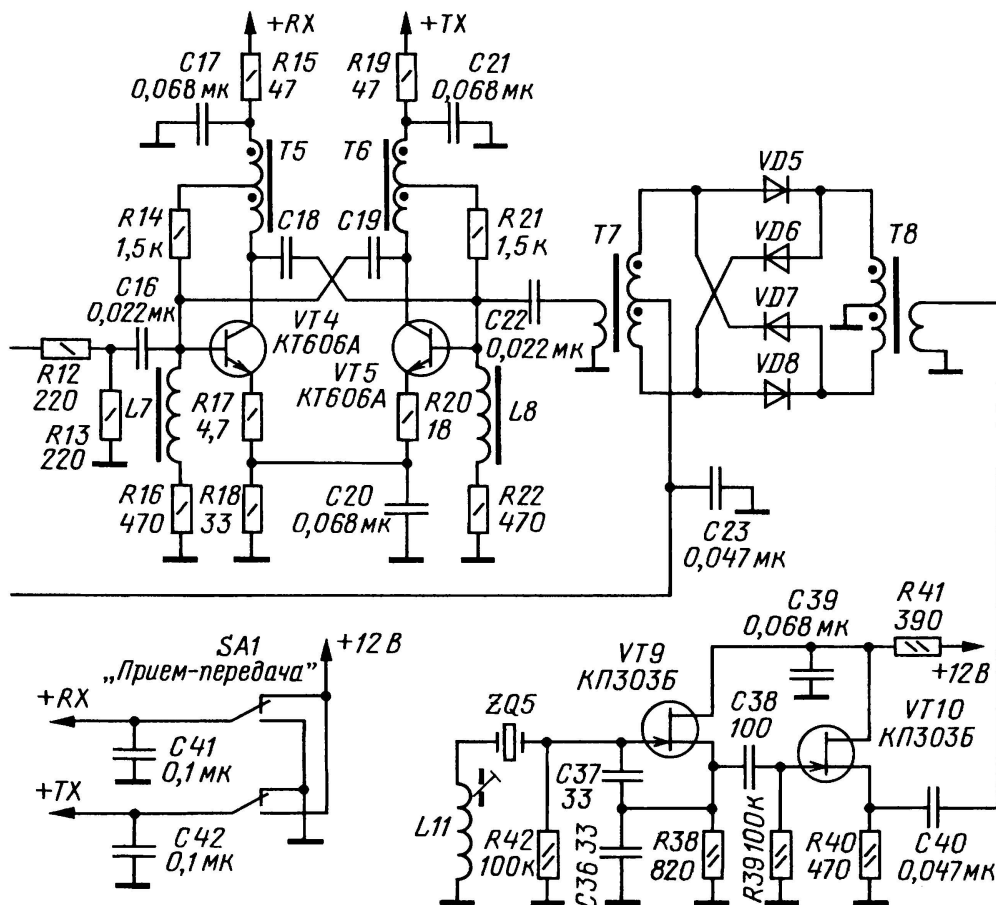 +RX
+TX
C17
0,068 мк
R15
47
R19
47
C21
0,068 мк
T5
T6
R14
1,5 к
C18
C19
R21
1,5 к
VD5
VD6
VD7
VD8
T7
T8
C16
0,022 мк
VT4
КТ606А
VT5
КТ606А
C22
0,022 мк
R12
220
R13
220
L7
R17
4,7
R20
18
L8
R16
470
R18
33
C20
0,068 мк
R22
470
C23
0,047 мк
SA1
„Прием-передача”
+12 В
+RX
C41
0,1 мк
+TX
C42
0,1 мк
C39
0,068 мк
R41
390
+12 В
VT9
КП303Б
VT10
КП303Б
ZQ5
C38
100
C37
33
L11
R42
100к
C36 33
R38
820
R39 100к
R40
470
C40
0,047 мк